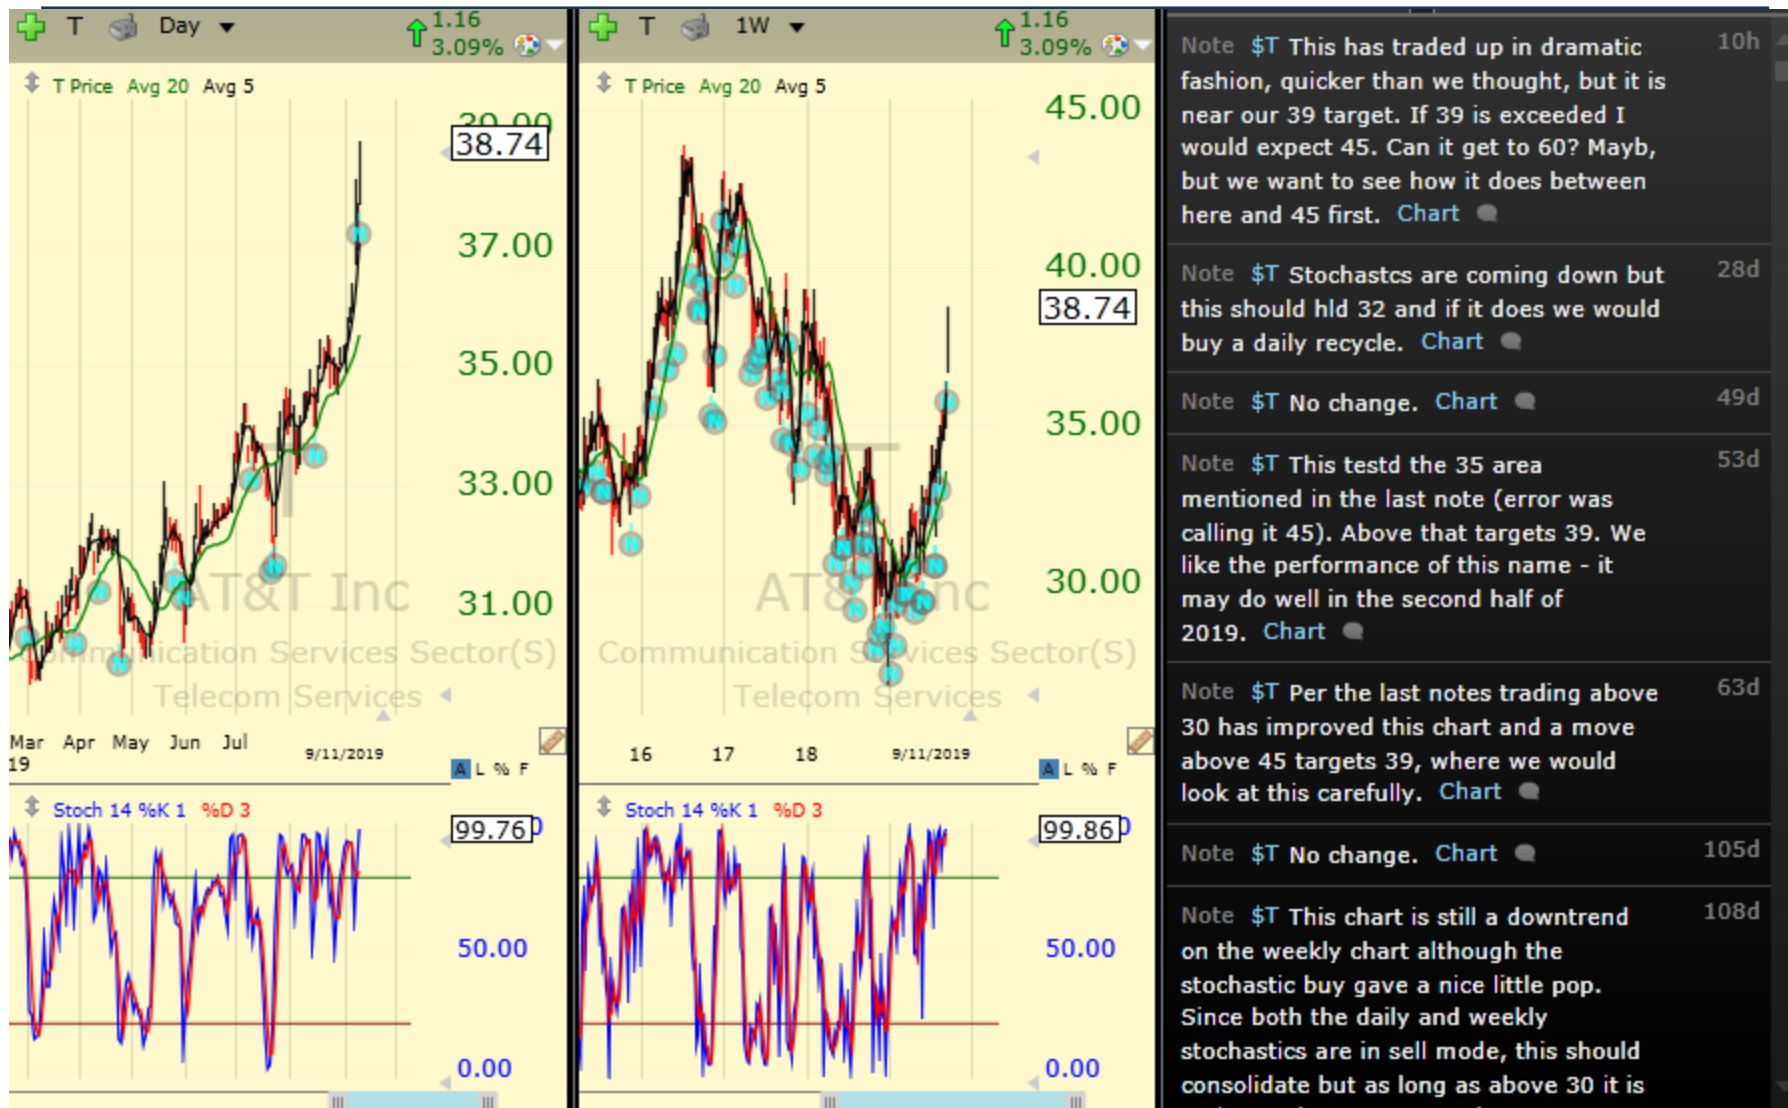 T Day 1.16
3.09%
T Price Avg 20 Avg 5
39.00
38.74
37.00
35.00
33.00
31.00
T
AT&T Inc
Communication Services Sector(S)
Telecom Services
Mar Apr May Jun Jul 9/11/2019
19
A L % F
Stoch 14 %K 1 %D 3
99.76
50.00
0.00
T 1W 1.16
3.09%
T Price Avg 20 Avg 5
45.00
40.00
38.74
35.00
30.00
T
AT&T Inc
Communication Services Sector(S)
Telecom Services
16 17 18 9/11/2019
A L % F
Stoch 14 %K 1 %D 3
99.86
50.00
0.00
Note $T This has traded up in dramatic 10h
fashion, quicker than we thought, but it is
near our 39 target. If 39 is exceeded I
would expect 45. Can it get to 60? Mayb,
but we want to see how it does between
here and 45 first. Chart
Note $T Stochastcs are coming down but 28d
this should hld 32 and if it does we would
buy a daily recycle. Chart
Note $T No change. Chart 49d
Note $T This testd the 35 area 53d
mentioned in the last note (error was
calling it 45). Above that targets 39. We
like the performance of this name - it
may do well in the second half of
2019. Chart
Note $T Per the last notes trading above 63d
30 has improved this chart and a move
above 45 targets 39, where we would
look at this carefully. Chart
Note $T No change. Chart 105d
Note $T This chart is still a downtrend 108d
on the weekly chart although the
stochastic buy gave a nice little pop.
Since both the daily and weekly
stochastics are in sell mode, this should
consolidate but as long as above 30 it is